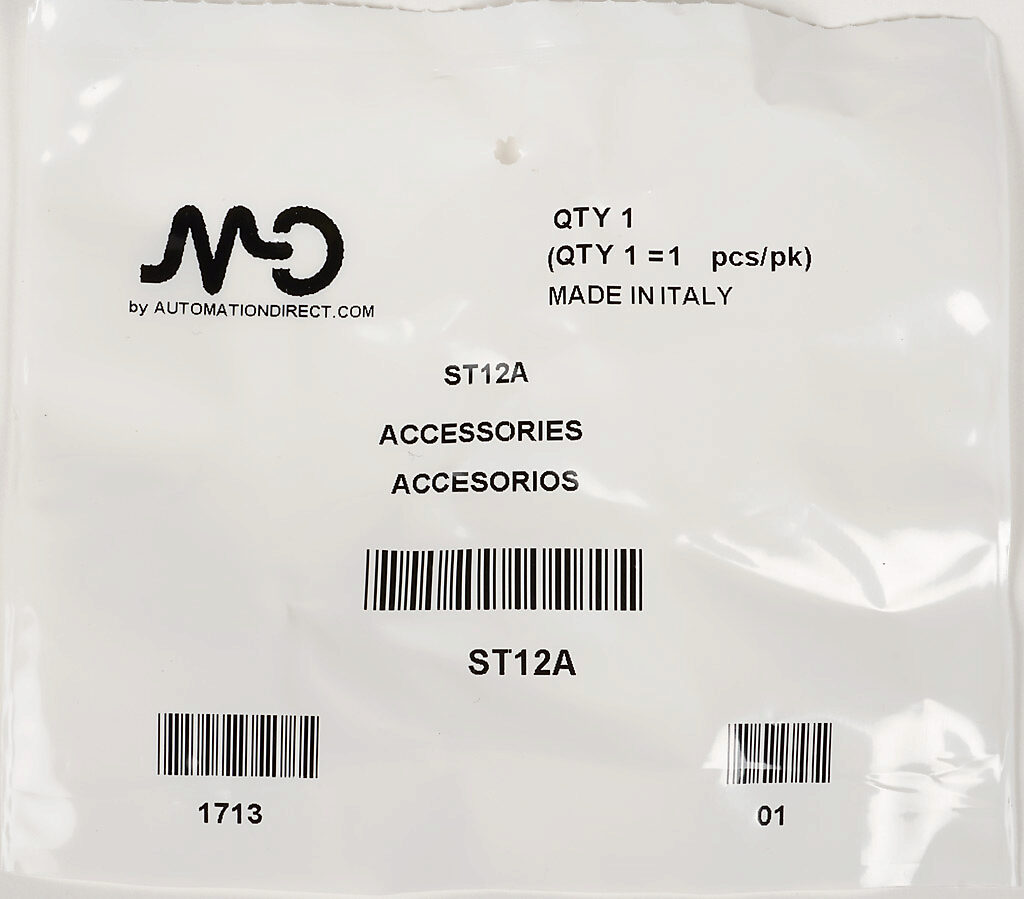 by AUTOMATIONDIRECT.COM
QTY 1
(QTY 1 =1 pcs/pk)
MADE IN ITALY
ST12A
ACCESSORIES
ACCESORIOS
ST12A
1713
01